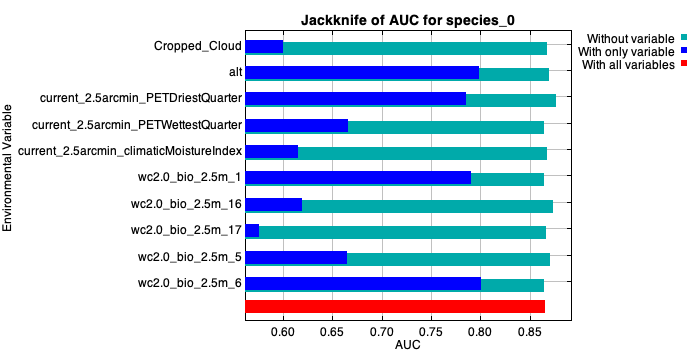 Jackknife of AUC for species_0
Without variable
With only variable
With all variables
Environmental Variable
Cropped_Cloud
alt
current_2.5arcmin_PETDriestQuarter
current_2.5arcmin_PETWettestQuarter
current_2.5arcmin_climaticMoistureIndex
wc2.0_bio_2.5m_1
wc2.0_bio_2.5m_16
wc2.0_bio_2.5m_17
wc2.0_bio_2.5m_5
wc2.0_bio_2.5m_6
0.60 0.65 0.70 0.75 0.80 0.85
AUC